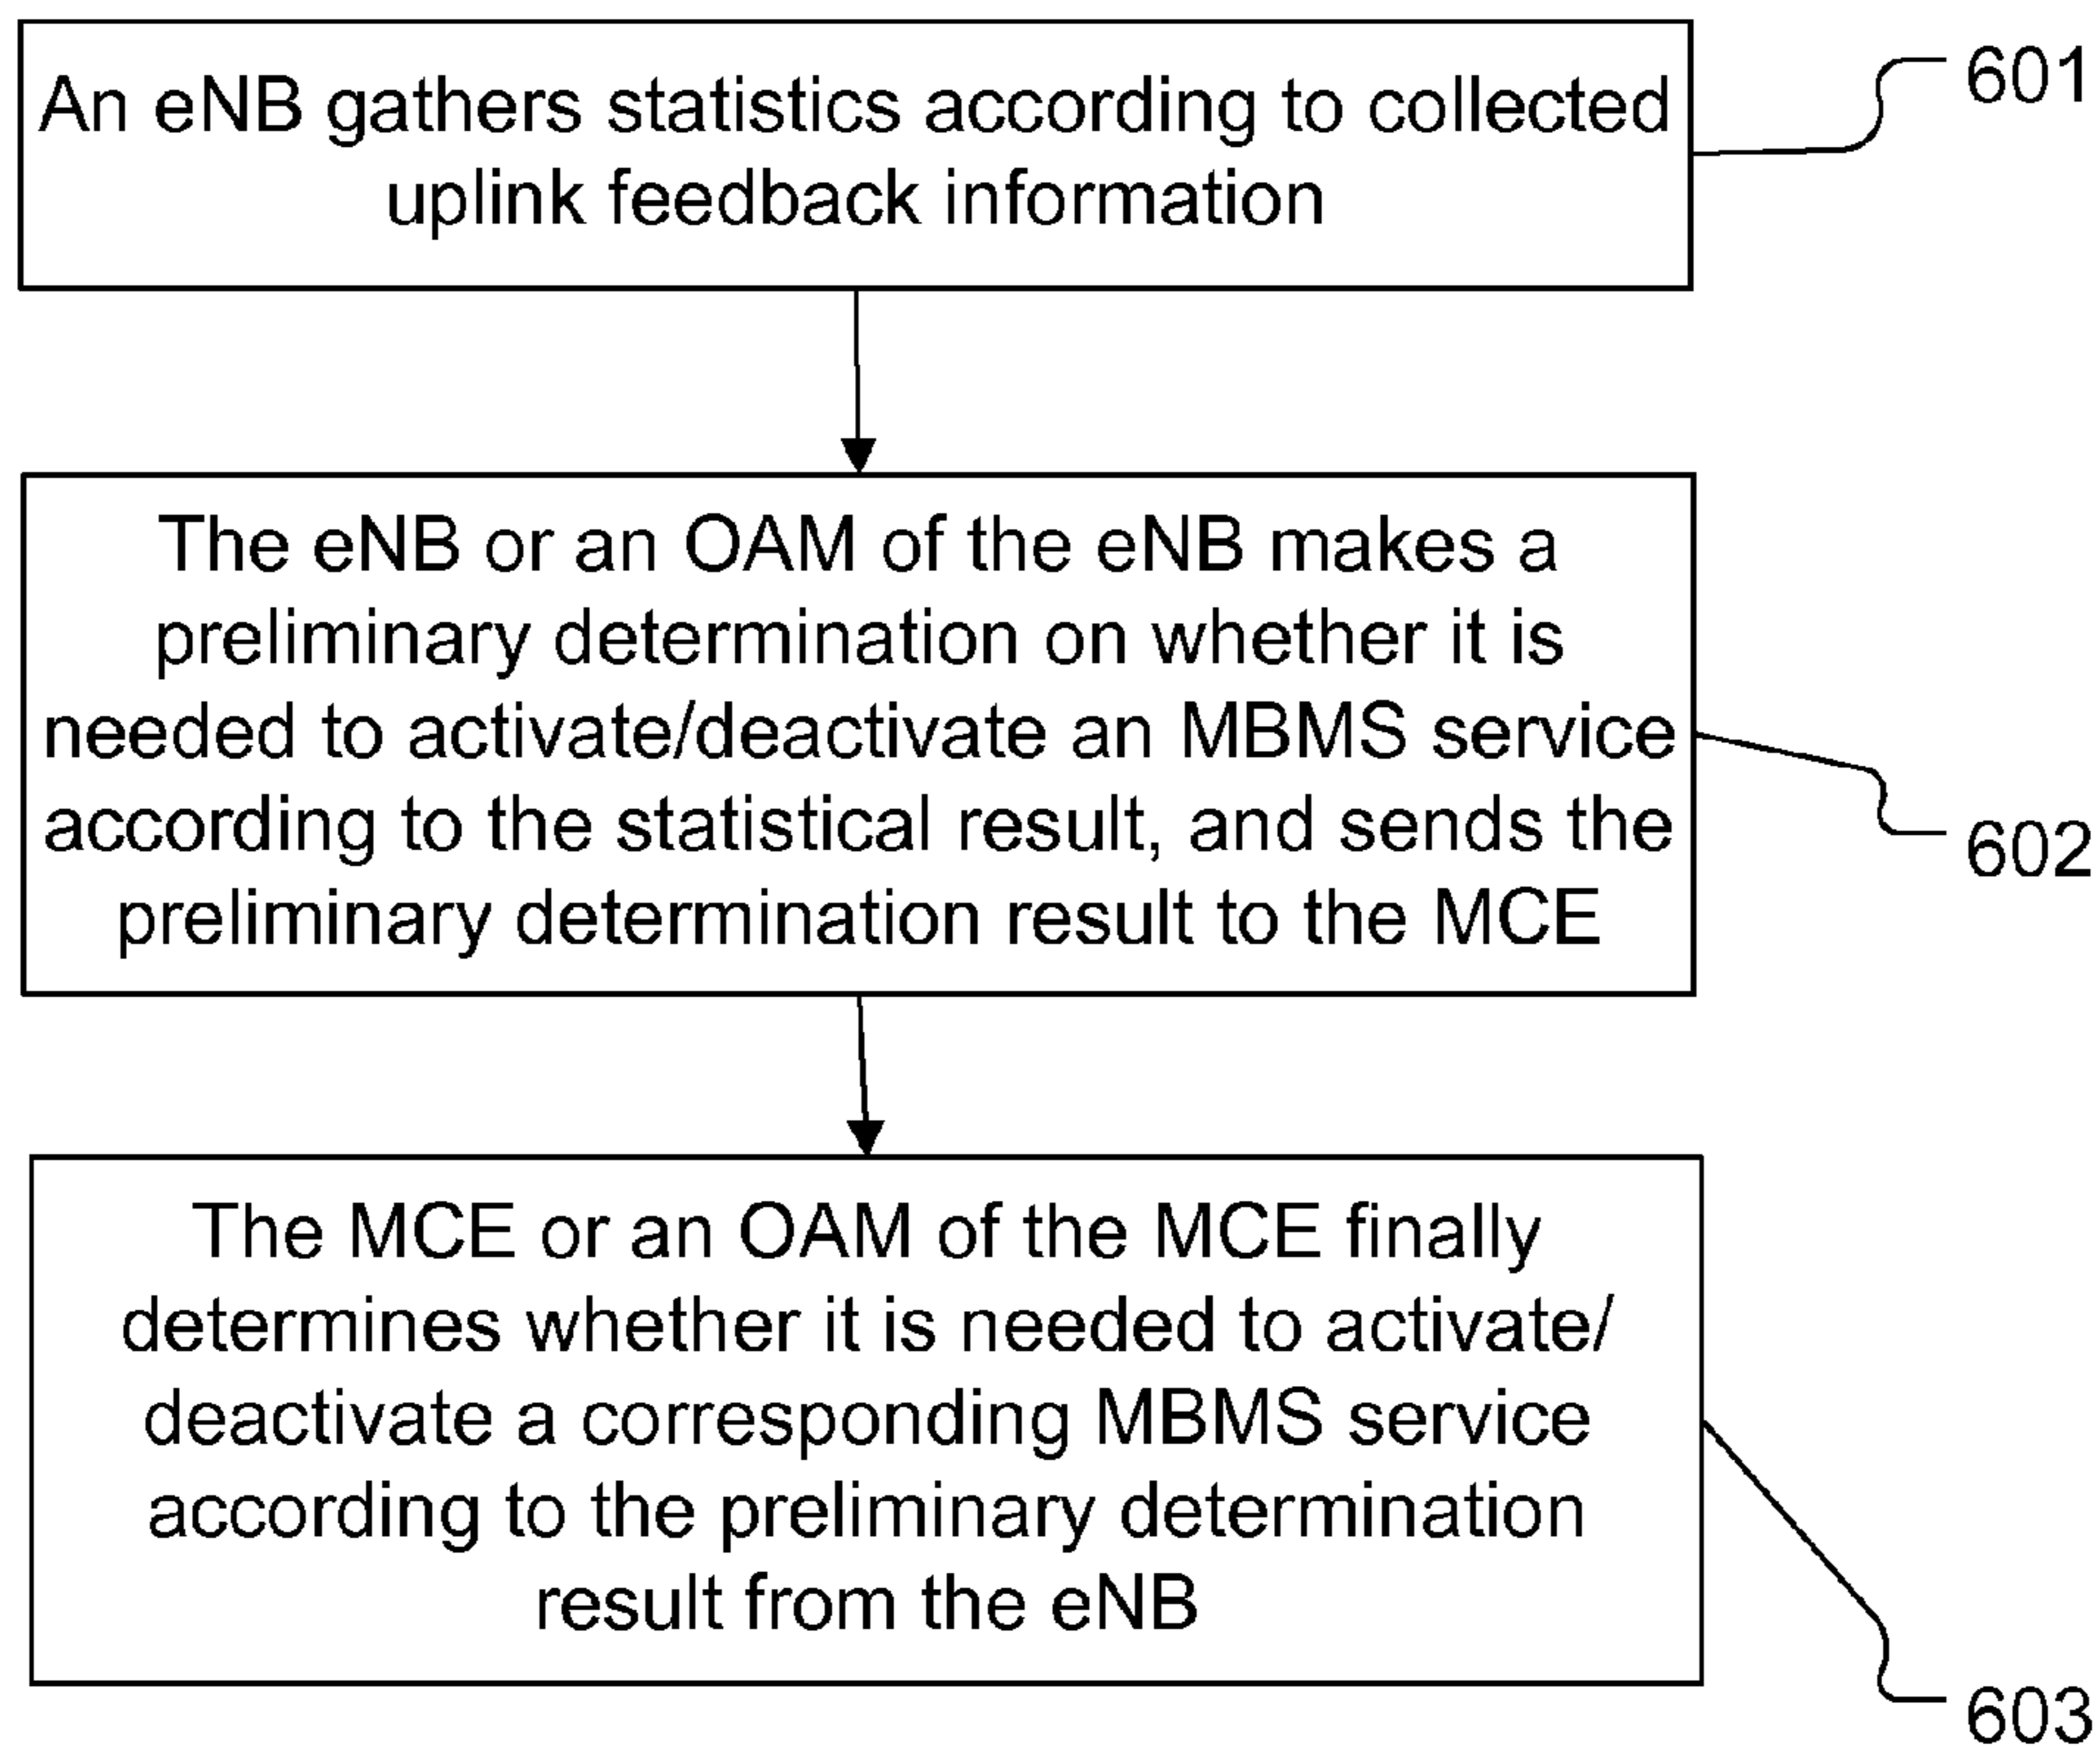 An eNB gathers statistics according to collected
uplink feedback information
601
The eNB or an OAM of the eNB makes a
preliminary determination on whether it is
needed to activate/deactivate an MBMS service
according to the statistical result, and sends the
preliminary determination result to the MCE
602
The MCE or an OAM of the MCE finally
determines whether it is needed to activate/
deactivate a corresponding MBMS service
according to the preliminary determination
result from the eNB
603